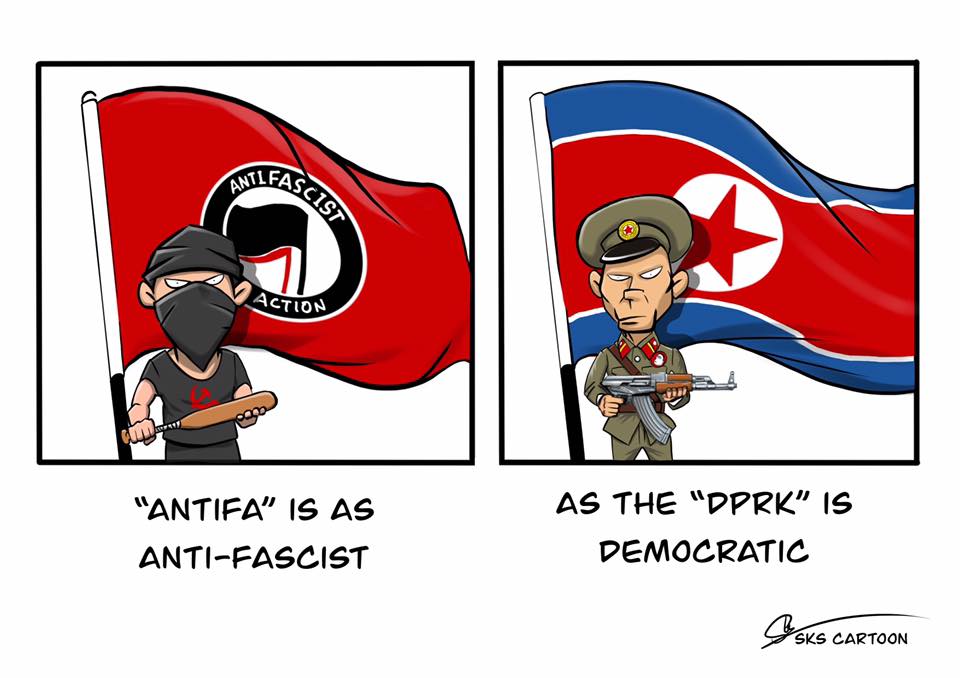 ANTIFASCIST
ACTION
"ANTIFA" IS AS
ANTI-FASCIST
AS THE "DPRK" IS
DEMOCRATIC
SKS CARTOON